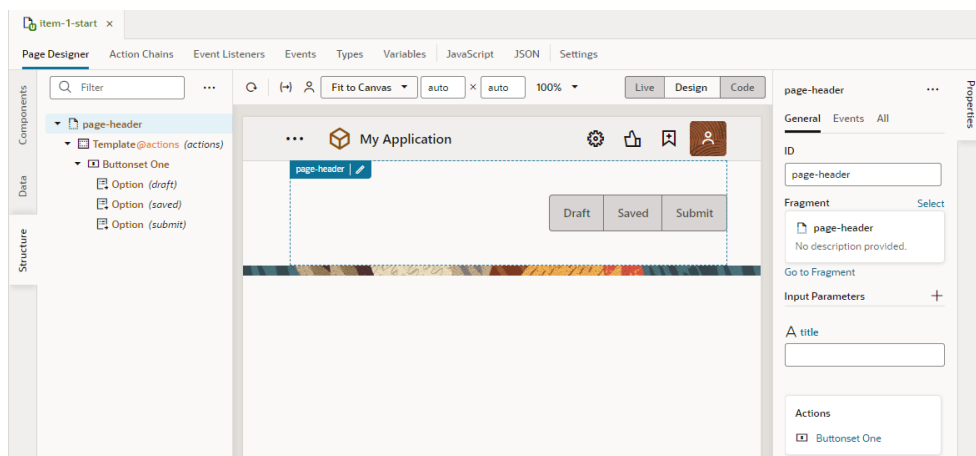 item-1-start ×
Page Designer Action Chains Event Listeners Events Types Variables JavaScript JSON Settings
Components
Data
Structure
Filter ...
page-header
Template@actions (actions)
Buttonset One
Option (draft)
Option (saved)
Option (submit)
Fit to Canvas auto × auto 100% Live Design Code
... My Application
page-header
Draft Saved Submit
page-header ...
General Events All
ID
page-header
Fragment Select
page-header
No description provided.
Go to Fragment
Input Parameters +
A title
Actions
Buttonset One
Properties